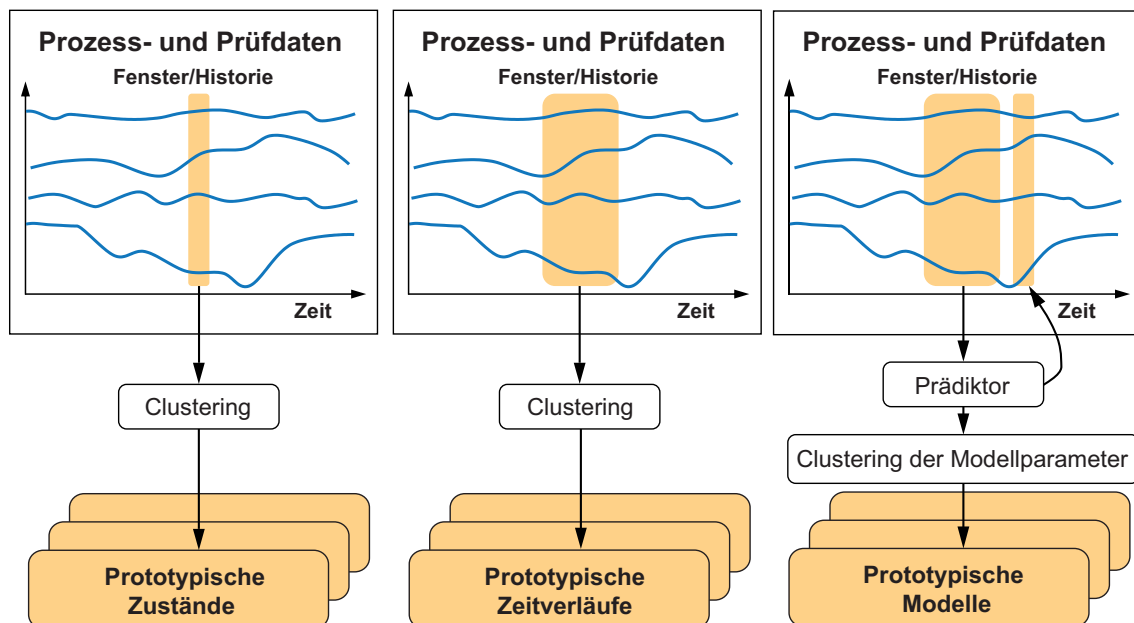 Prozess- und Prüfdaten
Fenster/Historie
Zeit
Clustering
Prototypische
Zustände
Prozess- und Prüfdaten
Fenster/Historie
Zeit
Clustering
Prototypische
Zeitverläufe
Prozess- und Prüfdaten
Fenster/Historie
Zeit
Prädiktor
Clustering der Modellparameter
Prototypische
Modelle